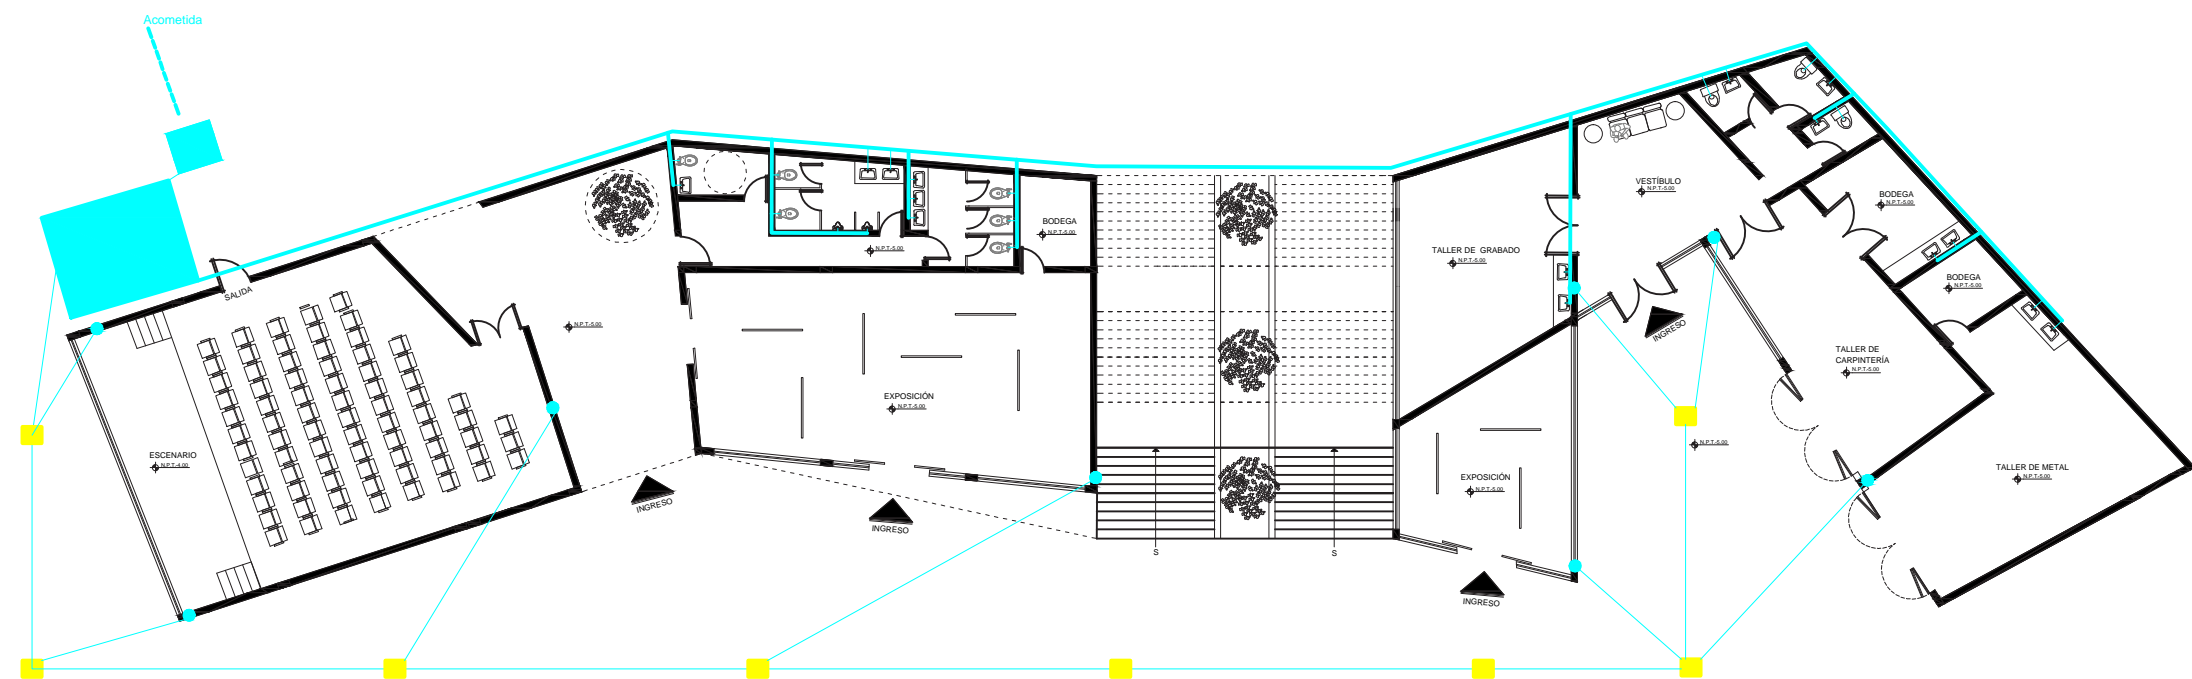 Acometida
SALIDA
ESCENARIO
N.P.T.-4.00
N.P.T.-5.00
INGRESO
N.P.T.-5.00
BODEGA
N.P.T.-5.00
EXPOSICIÓN
N.P.T.-5.00
INGRESO
S
S
TALLER DE GRABADO
N.P.T.-5.00
VESTÍBULO
N.P.T.-5.00
BODEGA
N.P.T.-5.00
BODEGA
N.P.T.-5.00
INGRESO
TALLER DE
CARPINTERÍA
N.P.T.-5.00
N.P.T.-5.00
EXPOSICIÓN
N.P.T.-5.00
TALLER DE METAL
N.P.T.-5.00
INGRESO